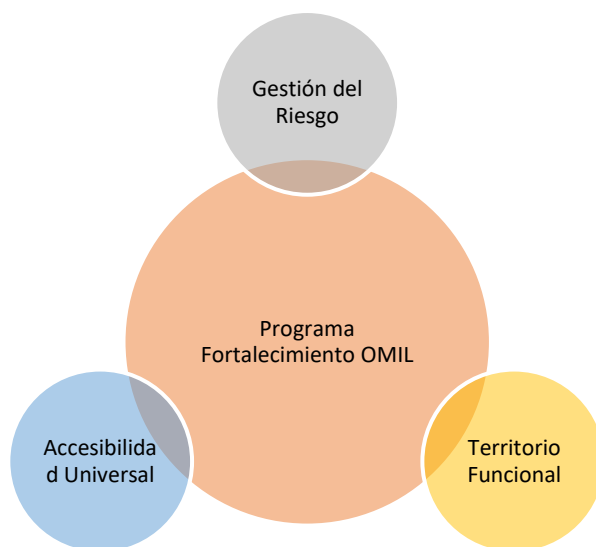 Gestión del
Riesgo
Programa
Fortalecimiento OMIL
Accesibilida
d Universal
Territorio
Funcional